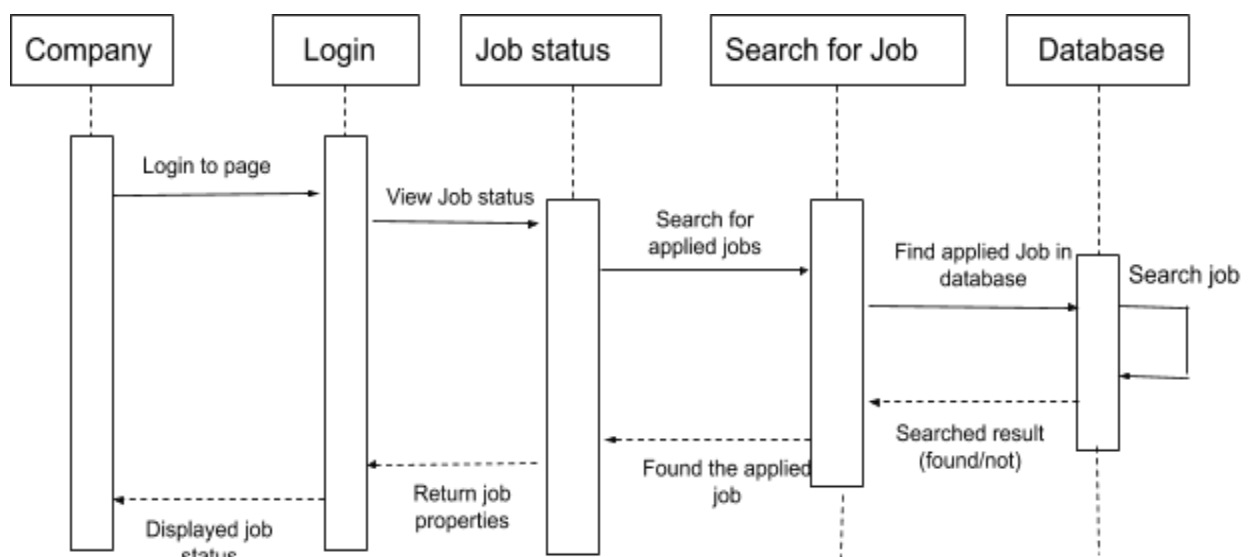 Company
Login
Job status
Search for Job
Database
Login to page
View Job status
Search for
applied jobs
Find applied Job in
database
Search job
Searched result
(found/not)
Found the applied
job
Return job
properties
Displayed job
status